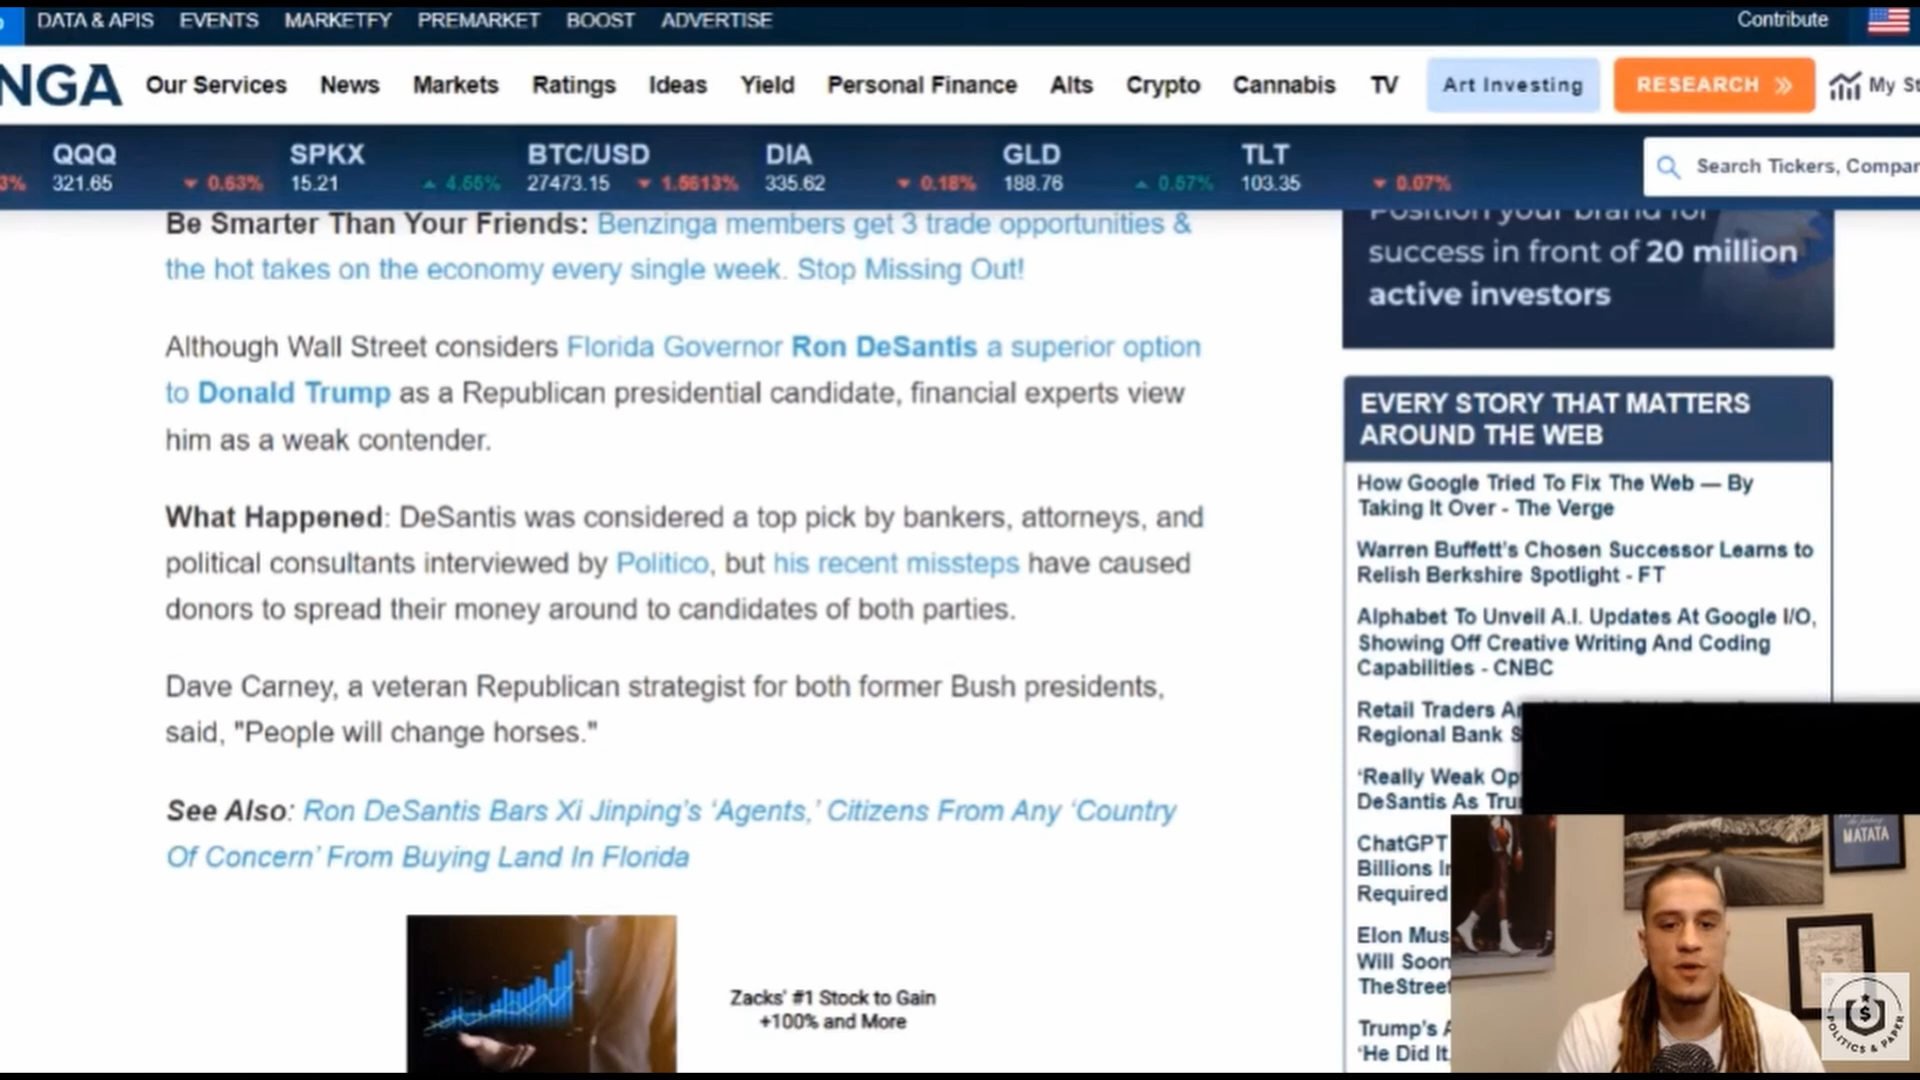 DATA & APIS EVENTS MARKETFY PREMARKET BOOST ADVERTISE Contribute
NGA Our Services News Markets Ratings Ideas Yield Personal Finance Alts Crypto Cannabis TV Art Investing RESEARCH My St
QQQ SPKX BTC/USD DIA GLD TLT
3% 321.65 0.63% 15.21 4.55% 27473.15 1.5613% 335.62 0.18% 188.76 0.57% 103.35 0.07%
Search Tickers, Compan
Be Smarter Than Your Friends: Benzinga members get 3 trade opportunities &
the hot takes on the economy every single week. Stop Missing Out!
Although Wall Street considers Florida Governor Ron DeSantis a superior option
to Donald Trump as a Republican presidential candidate, financial experts view
him as a weak contender.
What Happened: DeSantis was considered a top pick by bankers, attorneys, and
political consultants interviewed by Politico, but his recent missteps have caused
donors to spread their money around to candidates of both parties.
Dave Carney, a veteran Republican strategist for both former Bush presidents,
said, "People will change horses."
See Also: Ron DeSantis Bars Xi Jinping's 'Agents,' Citizens From Any 'Country
Of Concern' From Buying Land In Florida
Zacks' #1 Stock to Gain
+100% and More
Position your brand for
success in front of 20 million
active investors
EVERY STORY THAT MATTERS
AROUND THE WEB
How Google Tried To Fix The Web — By
Taking It Over - The Verge
Warren Buffett's Chosen Successor Learns to
Relish Berkshire Spotlight - FT
Alphabet To Unveil A.I. Updates At Google I/O,
Showing Off Creative Writing And Coding
Capabilities - CNBC
Retail Traders
Regional Bank
'Really Weak
DeSantis As
ChatGPT
Billions
Required
Elon Mus
Will Soon
TheStreet
Trump's
'He Did It
MATATA
POLITICS & PAPER